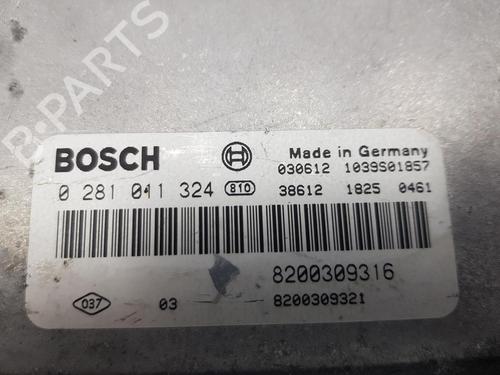 B-PARTS
BOSCH
Made in Germany
030612 1039S01857
0 281 011 324 810
38612 1825 0461
8200309316
037 03 8200309321